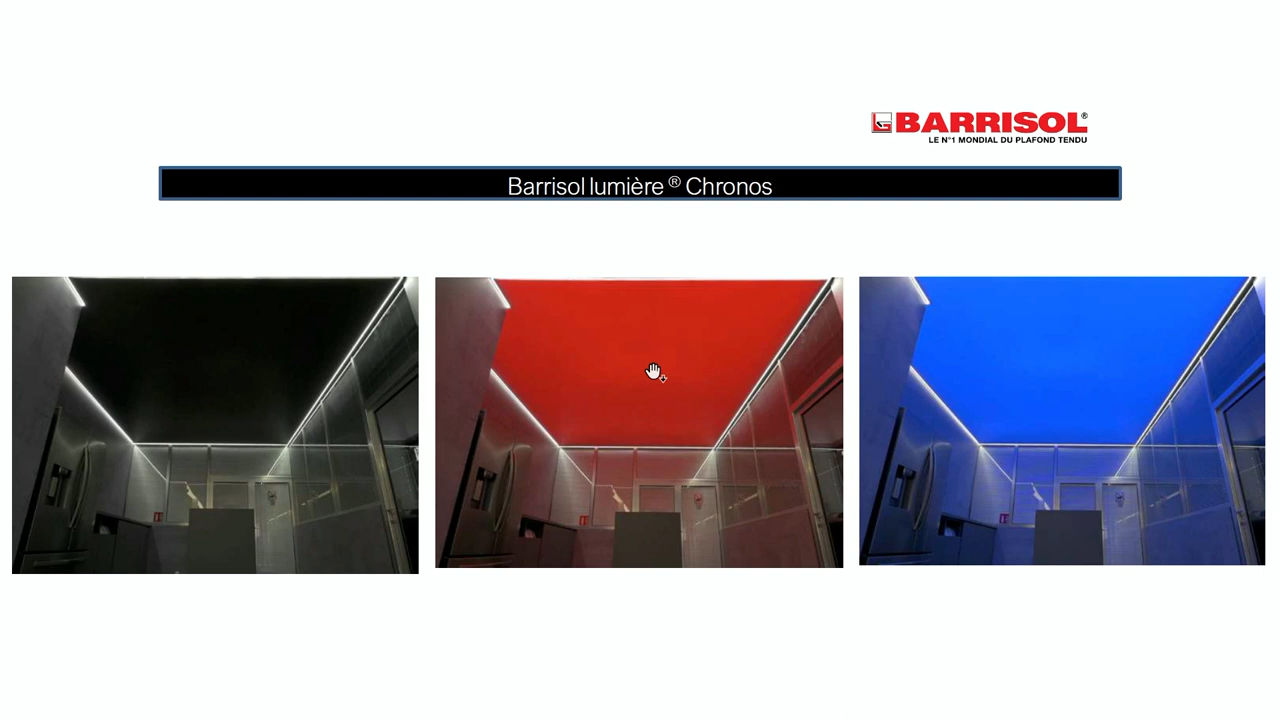 BARRISOL®
LE N°1 MONDIAL DU PLAFOND TENDU
Barrisol lumière ® Chronos